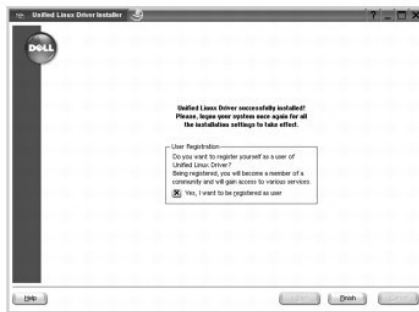 Unified Linux Driver Installer
DELL
Unified Linux Driver successfully installed!
Please, logon your system once again for all
the installation settings to take effect.
User Registration
Do you want to register yourself as a user of
Unified Linux Driver?
Being registered, you will become a member of a
community and will gain access to various services.
Yes, I want to be registered as user
Help
Finish